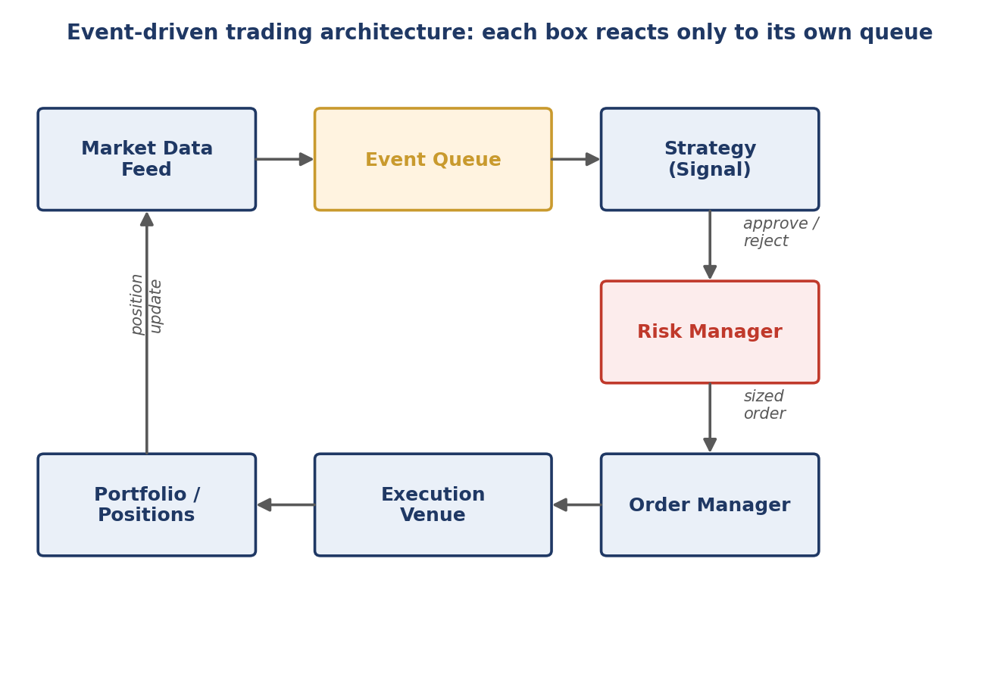 Event-driven trading architecture: each box reacts only to its own queue
Market Data
Feed
Event Queue
Strategy
(Signal)
approve /
reject
position
update
Risk Manager
sized
order
Portfolio /
Positions
Execution
Venue
Order Manager